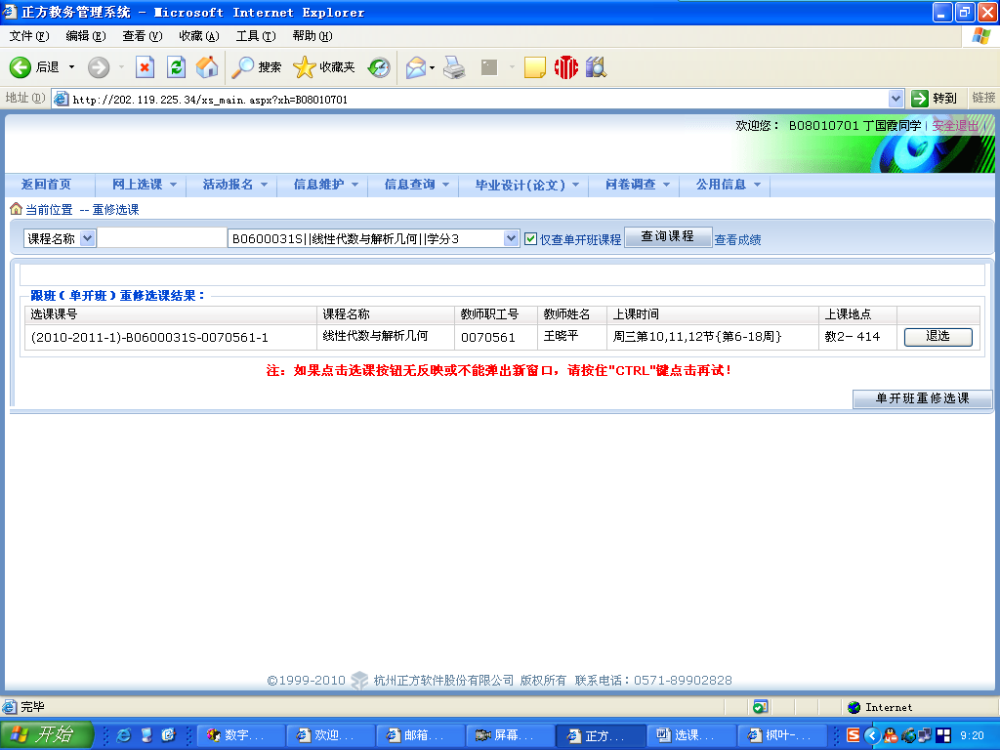 正方教务管理系统 - Microsoft Internet Explorer
文件(F) 编辑(E) 查看(V) 收藏(A) 工具(T) 帮助(H)
后退 搜索 收藏夹
地址(D) http://202.119.225.34/xs_main.aspx?xh=B08010701 转到 链接
欢迎您: B08010701 丁国霞同学 | 安全退出 |
返回首页 网上选课 活动报名 信息维护 信息查询 毕业设计(论文) 问卷调查 公用信息
当前位置 -- 重修选课
课程名称 B0600031S||线性代数与解析几何||学分3 仅查单开班课程 查询课程 查看成绩
跟班(单开班)重修选课结果:
选课课号 课程名称 教师职工号 教师姓名 上课时间 上课地点
(2010-2011-1)-B0600031S-0070561-1 线性代数与解析几何 0070561 王晓平 周三第10,11,12节{第6-18周} 教2－414 退选
注: 如果点击选课按钮无反映或不能弹出新窗口, 请按住"CTRL"键点击再试!
单开班重修选课
©1999-2010 杭州正方软件股份有限公司 版权所有 联系电话:0571-89902828
完毕 Internet
开始 数字... 欢迎... 邮箱... 屏幕... 正方... 选课... 枫叶-... 9:20